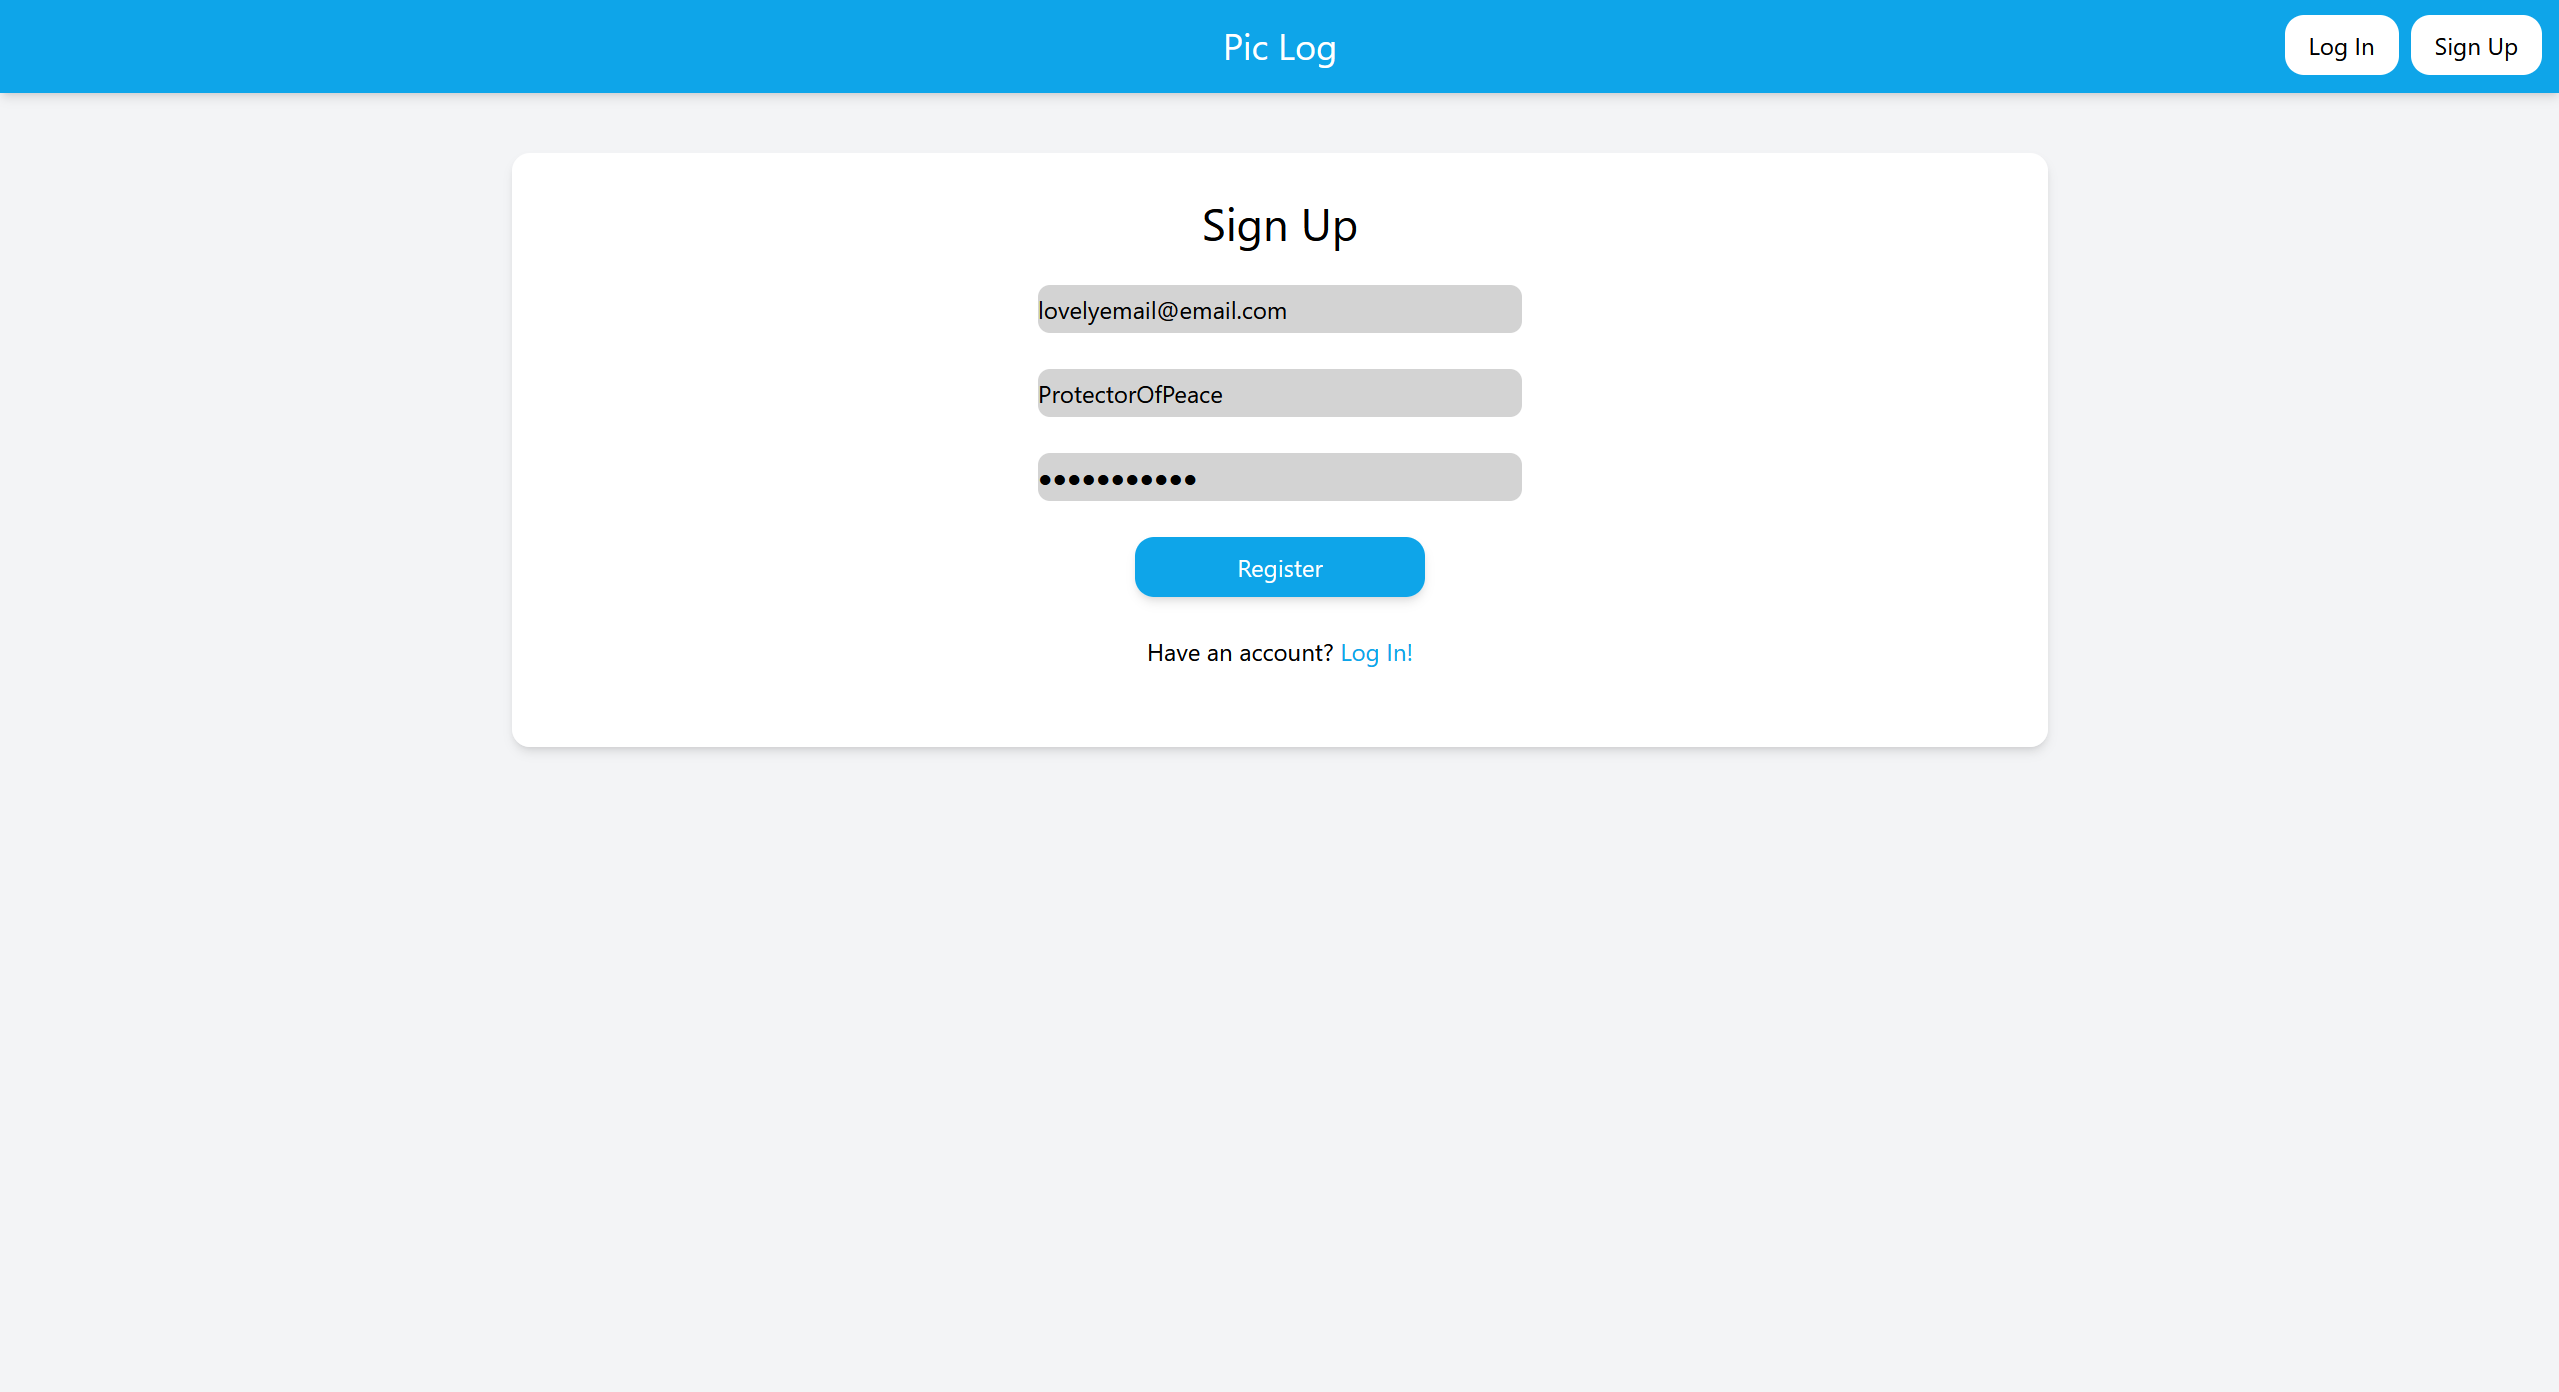 Pic Log
Log In
Sign Up
Sign Up
lovelyemail@email.com
ProtectorOfPeace
•••••••••••
Register
Have an account? Log In!